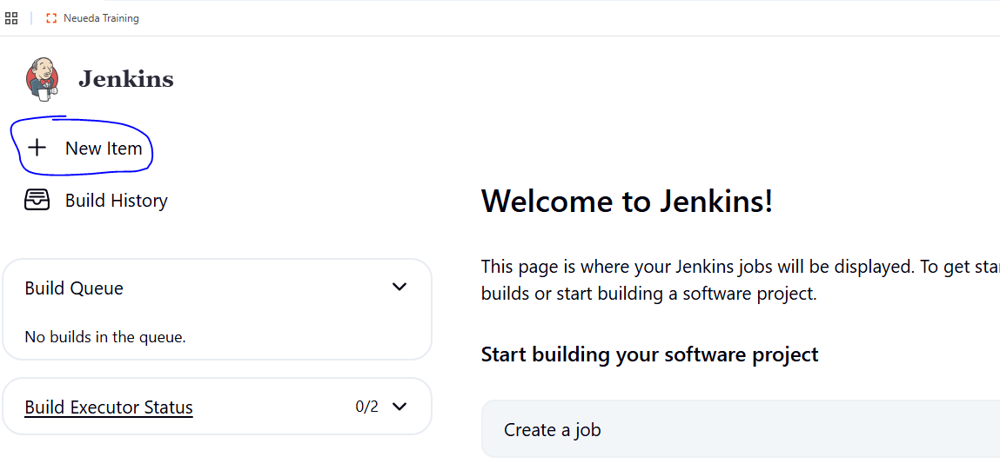 Neueda Training
Jenkins
New Item
Build History
Welcome to Jenkins!
This page is where your Jenkins jobs will be displayed. To get
builds or start building a software project.
Build Queue
No builds in the queue.
Start building your software project
Build Executor Status 0/2
Create a job